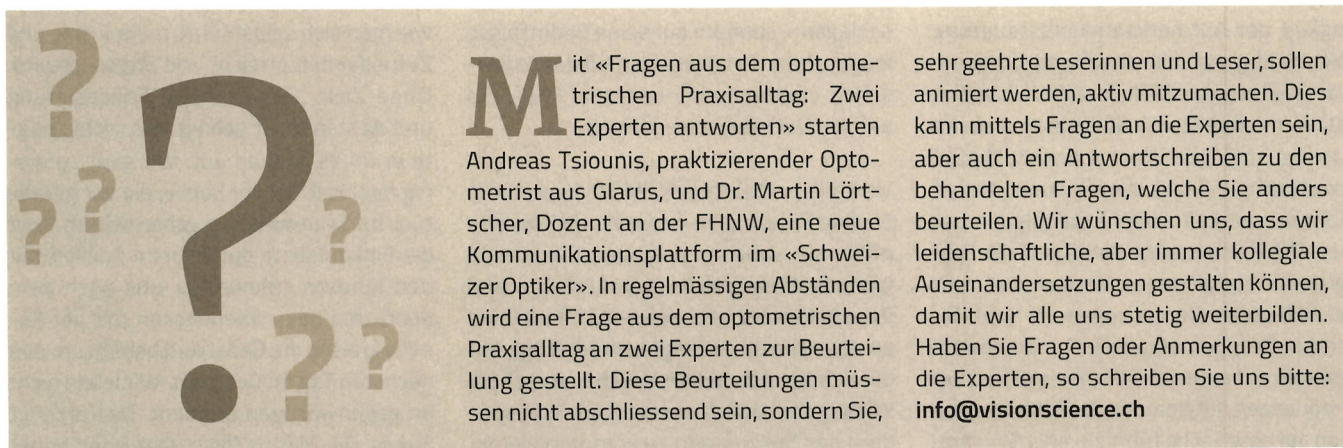 Mit «Fragen aus dem optome-
trischen Praxisalltag: Zwei
Experten antworten» starten
Andreas Tsiounis, praktizierender Opto-
metrist aus Glarus, und Dr. Martin Lört-
scher, Dozent an der FHNW, eine neue
Kommunikationsplattform im «Schwei-
zer Optiker». In regelmässigen Abständen
wird eine Frage aus dem optometrischen
Praxisalltag an zwei Experten zur Beurtei-
lung gestellt. Diese Beurteilungen müs-
sen nicht abschliessend sein, sondern Sie,
sehr geehrte Leserinnen und Leser, sollen
animiert werden, aktiv mitzumachen. Dies
kann mittels Fragen an die Experten sein,
aber auch ein Antwortschreiben zu den
behandelten Fragen, welche Sie anders
beurteilen. Wir wünschen uns, dass wir
leidenschaftliche, aber immer kollegiale
Auseinandersetzungen gestalten können,
damit wir alle uns stetig weiterbilden.
Haben Sie Fragen oder Anmerkungen an
die Experten, so schreiben Sie uns bitte:
info@visionscience.ch